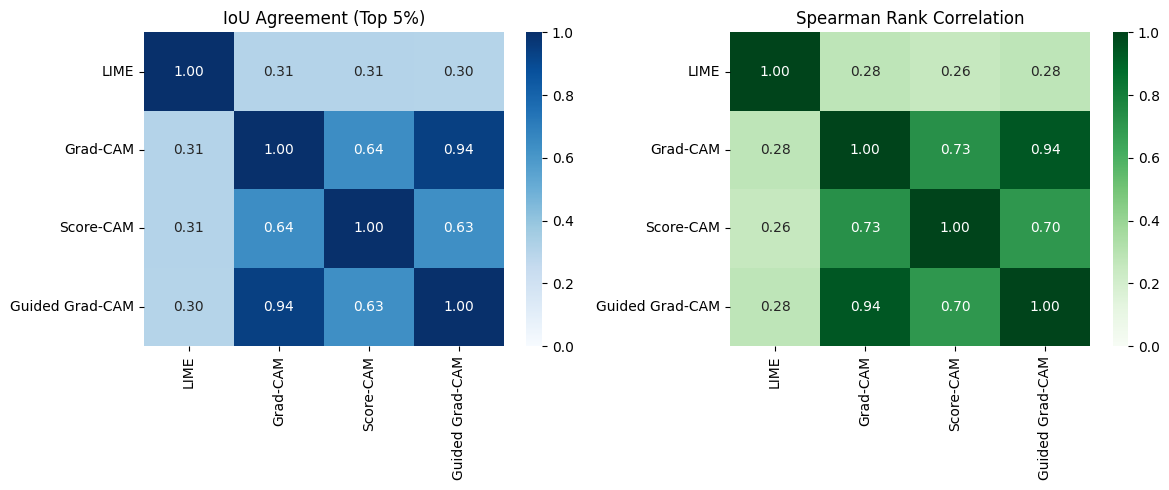 IoU Agreement (Top 5%)
LIME
Grad-CAM
Score-CAM
Guided Grad-CAM
1.00 0.31 0.31 0.30
0.31 1.00 0.64 0.94
0.31 0.64 1.00 0.63
0.30 0.94 0.63 1.00
LIME
Grad-CAM
Score-CAM
Guided Grad-CAM
1.0
0.8
0.6
0.4
0.2
0.0
Spearman Rank Correlation
LIME
Grad-CAM
Score-CAM
Guided Grad-CAM
1.00 0.28 0.26 0.28
0.28 1.00 0.73 0.94
0.26 0.73 1.00 0.70
0.28 0.94 0.70 1.00
LIME
Grad-CAM
Score-CAM
Guided Grad-CAM
1.0
0.8
0.6
0.4
0.2
0.0